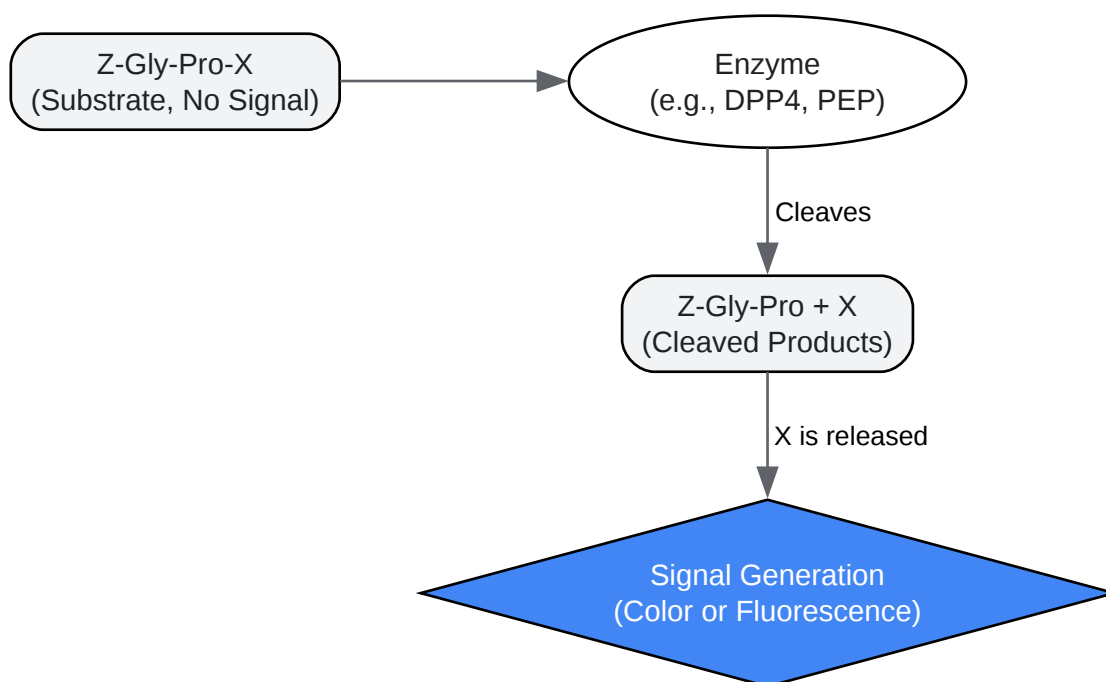 Z-Gly-Pro-X
(Substrate, No Signal)
Enzyme
(e.g., DPP4, PEP)
Cleaves
Z-Gly-Pro + X
(Cleaved Products)
X is released
Signal Generation
(Color or Fluorescence)